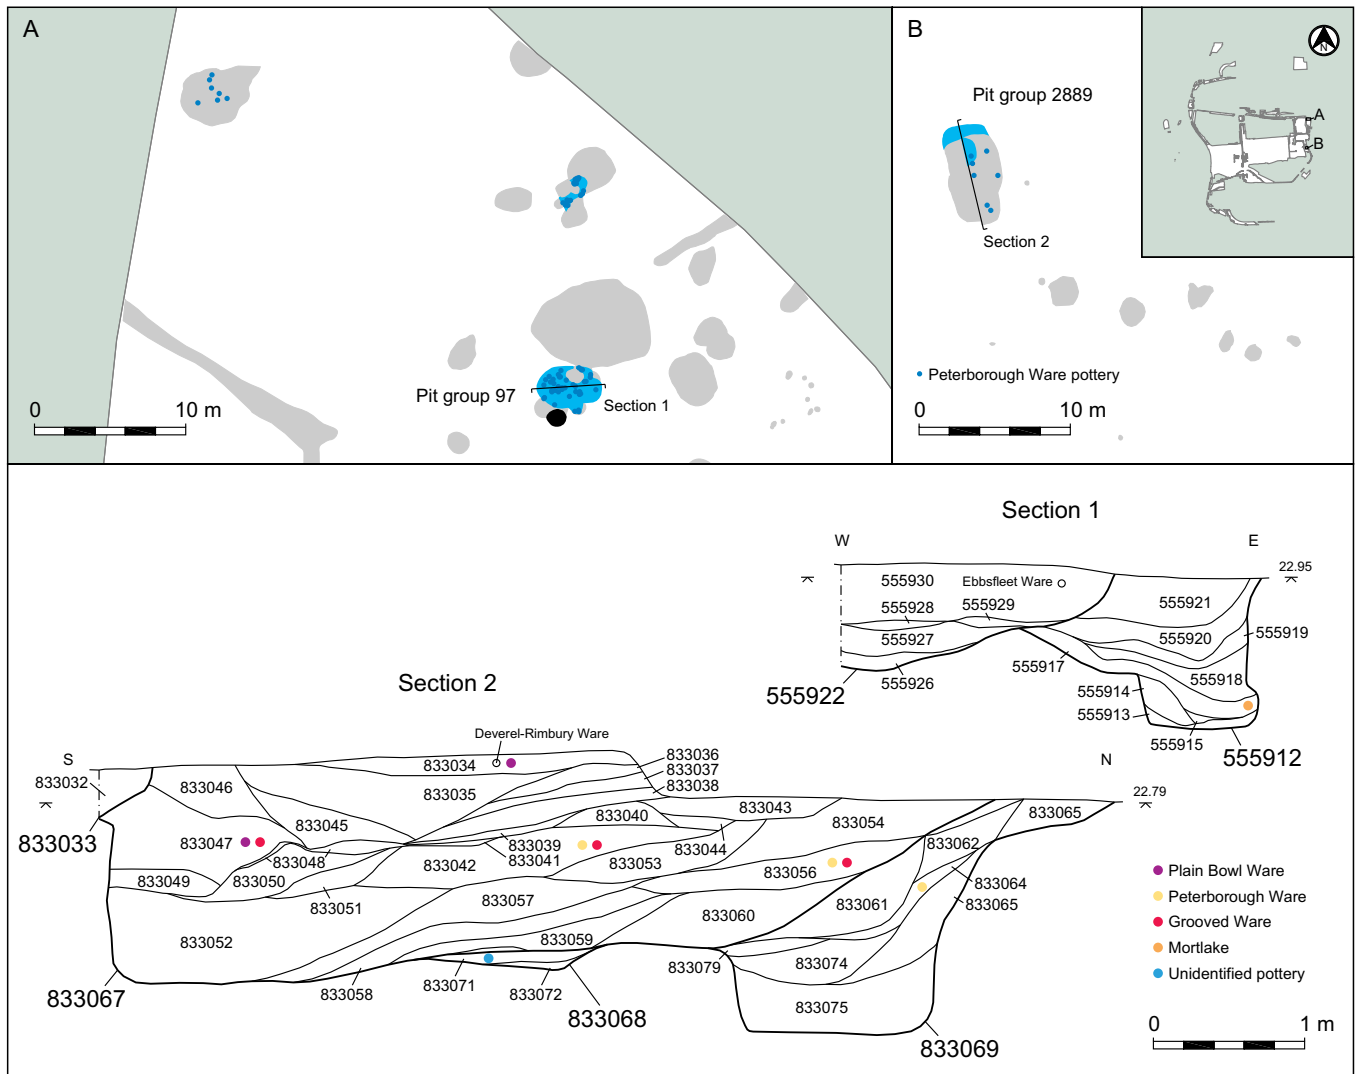 A
Pit group 97
Section 1
0 10 m
B
Pit group 2889
Section 2
Peterborough Ware pottery
0 10 m
N
A
B
Section 1
W
E
22.95
555930
Ebbsfleet Ware
555928
555929
555921
555927
555920
555919
555917
555926
555918
555922
555914
555913
555915
555912
Section 2
Deverel-Rimbury Ware
S
N
22.79
833032
833046
833034
833036
833037
833038
833035
833033
833045
833040
833043
833054
833065
833047
833039
833044
833062
833048
833041
833042
833053
833056
833064
833049
833050
833065
833051
833057
833061
833060
833052
833059
833079
833074
833058
833071
833072
833075
833067
833068
833069
Plain Bowl Ware
Peterborough Ware
Grooved Ware
Mortlake
Unidentified pottery
0 1 m